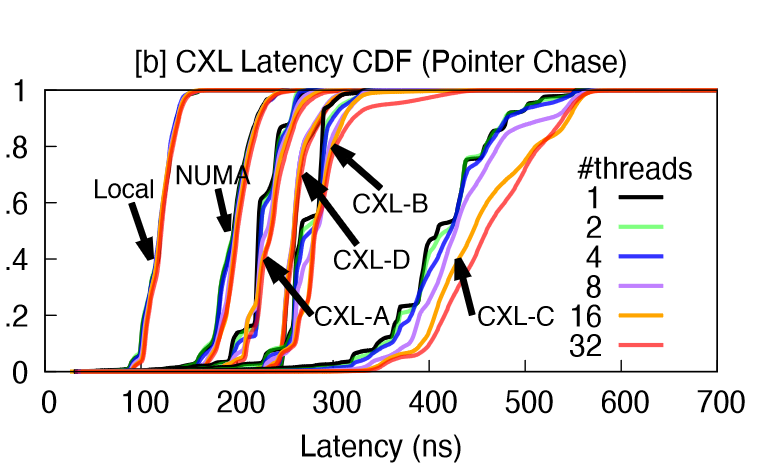 [b] CXL Latency CDF (Pointer Chase)
1
.8
.6
.4
.2
0
Local
NUMA
CXL-B
CXL-D
CXL-A
CXL-C
#threads
1
2
4
8
16
32
0 100 200 300 400 500 600 700
Latency (ns)